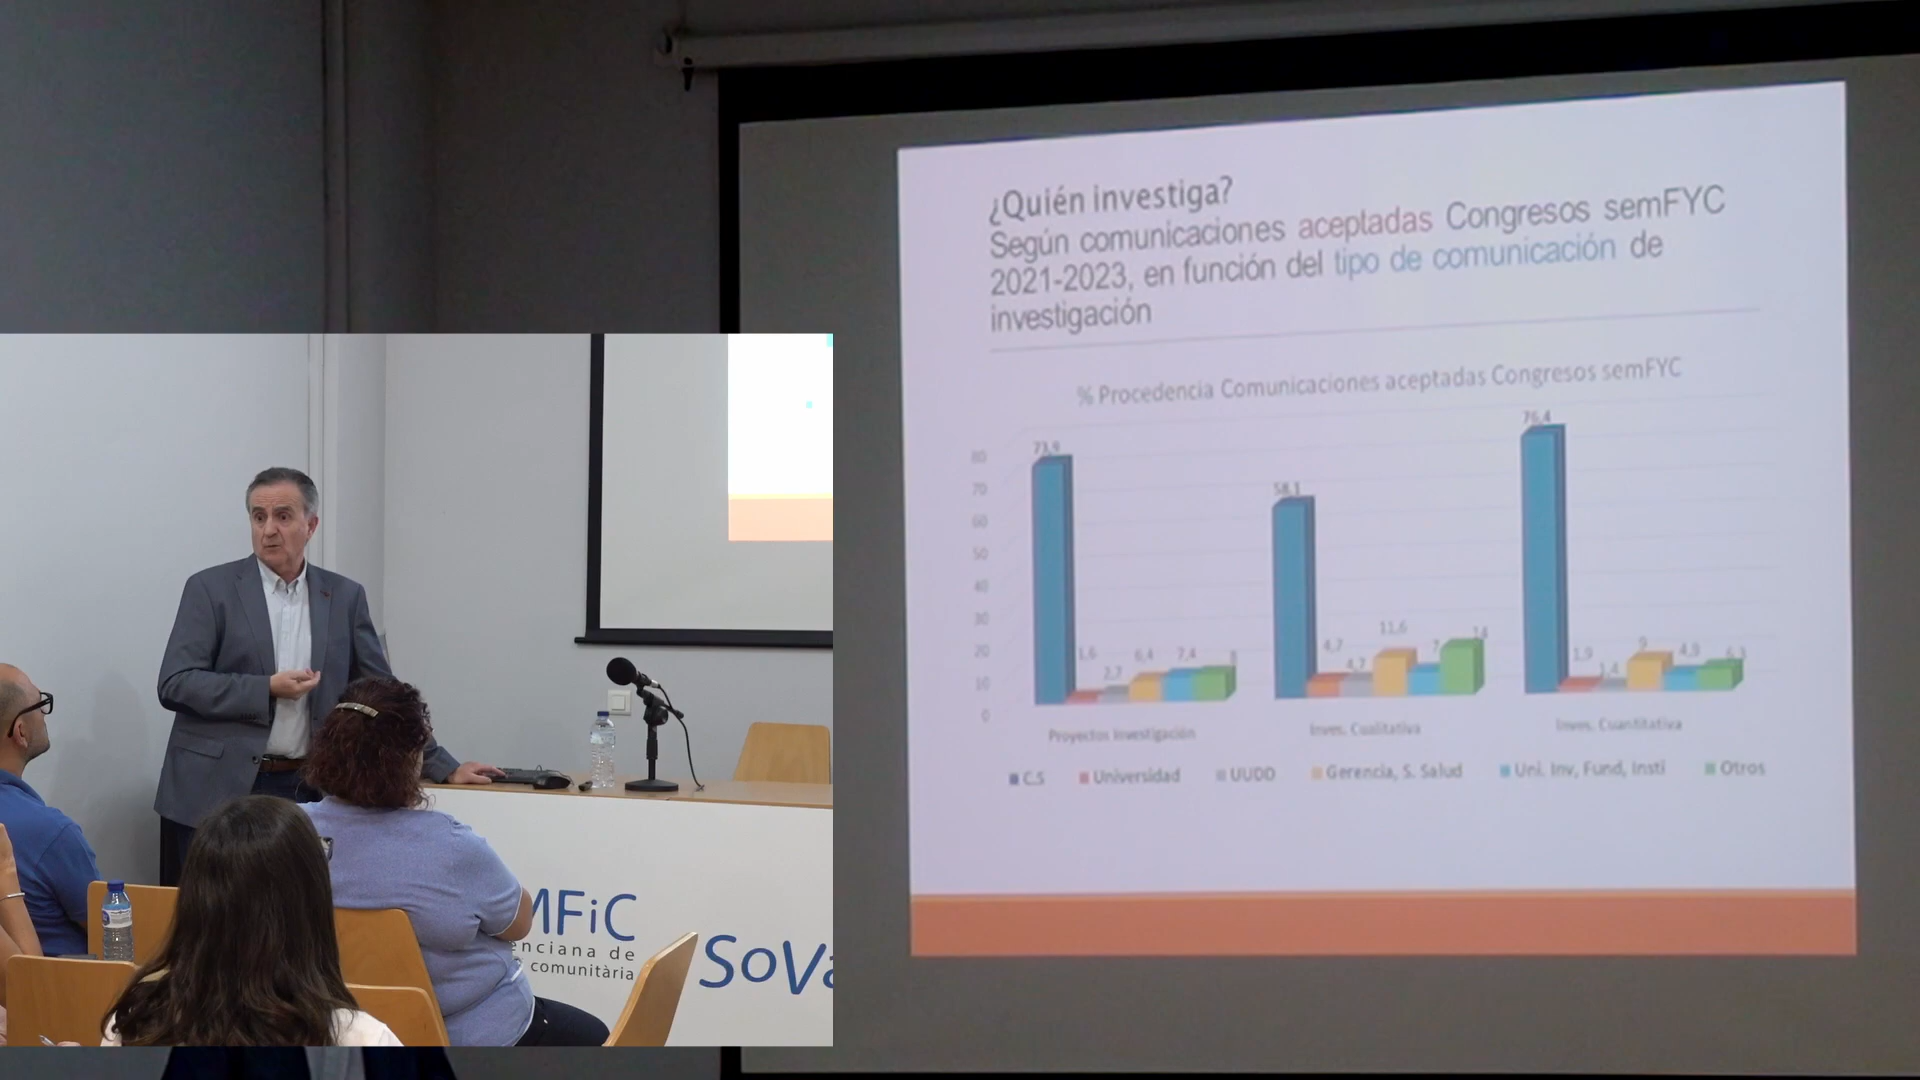 ¿Quién investiga?
Según comunicaciones aceptadas Congresos semFYC
2021-2023, en función del tipo de comunicación de
investigación
% Procedencia Comunicaciones aceptadas Congresos semFYC
80
70
60
50
40
30
20
10
0
73,9
1,6
2,7
6,4
7,4
8
58,1
4,7
4,7
11,6
7
14
76,4
1,9
1,4
9
4,9
6,3
Proyectos Investigación
Inves. Cualitativa
Inves. Cuantitativa
C.S
Universidad
UUDD
Gerencia, S. Salud
Uni. Inv, Fund, Insti
Otros
MFiC
enciana de
comunitària
SoVa